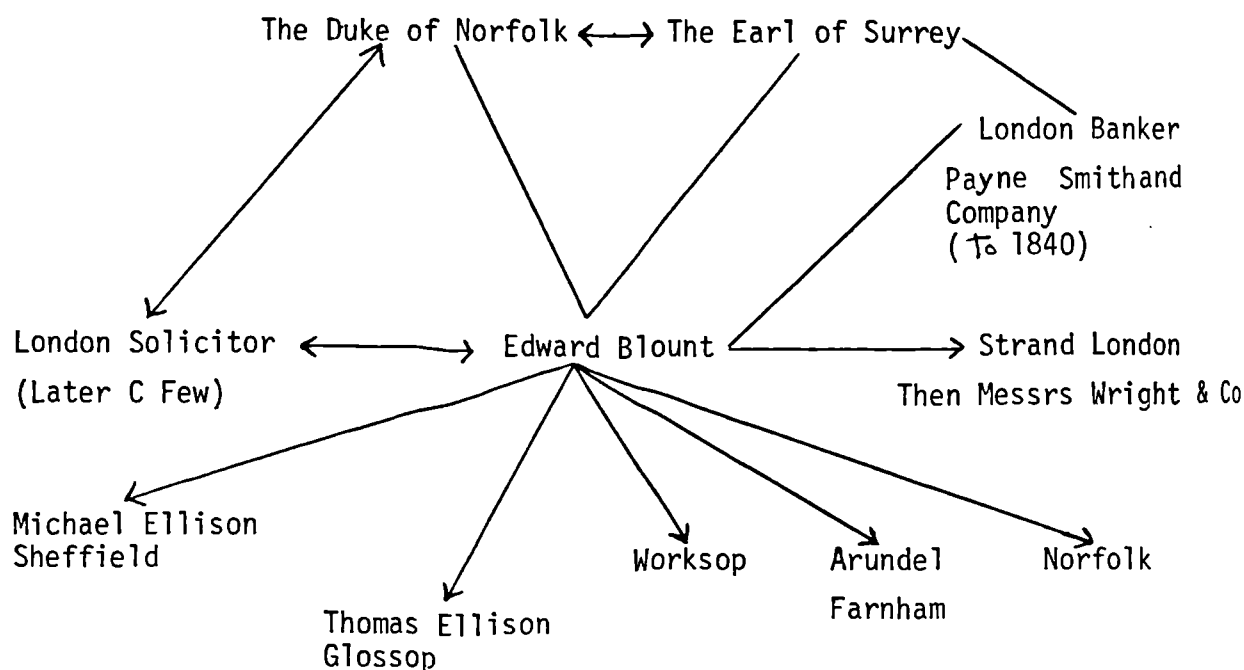 The Duke of Norfolk
The Earl of Surrey
London Banker
Payne Smithand
Company
(To 1840)
London Solicitor
(Later C Few)
Edward Blount
Strand London
Then Messrs Wright & Co
Michael Ellison
Sheffield
Thomas Ellison
Glossop
Worksop
Arundel
Farnham
Norfolk